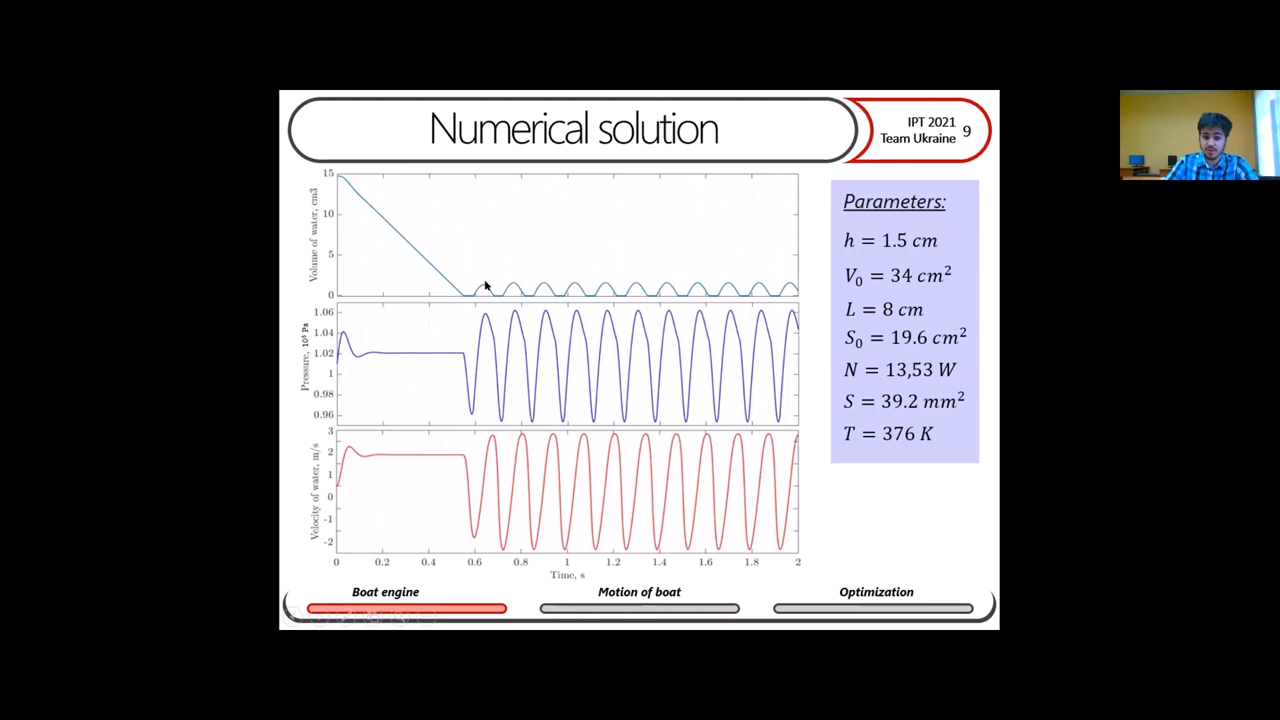 Numerical solution
IPT 2021
Team Ukraine
9
15
10
5
0
Volume of water, cm3
1.06
1.04
1.02
1
0.98
0.96
Pressure, 10⁵ Pa
3
2
1
0
-1
-2
Velocity of water, m/s
0 0.2 0.4 0.6 0.8 1 1.2 1.4 1.6 1.8 2
Time, s
Parameters:
h = 1.5 cm
V₀ = 34 cm²
L = 8 cm
S₀ = 19.6 cm²
N = 13,53 W
S = 39.2 mm²
T = 376 K
Boat engine Motion of boat Optimization